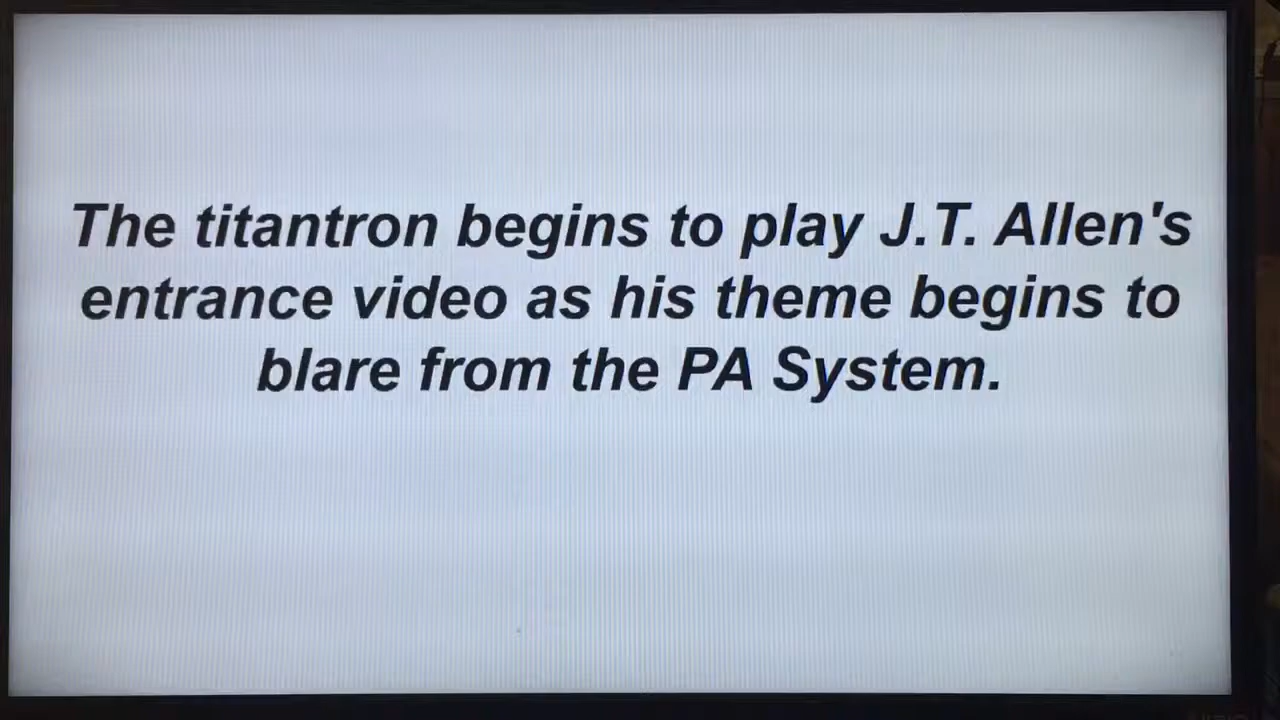 The titantron begins to play J.T. Allen's
entrance video as his theme begins to
blare from the PA System.